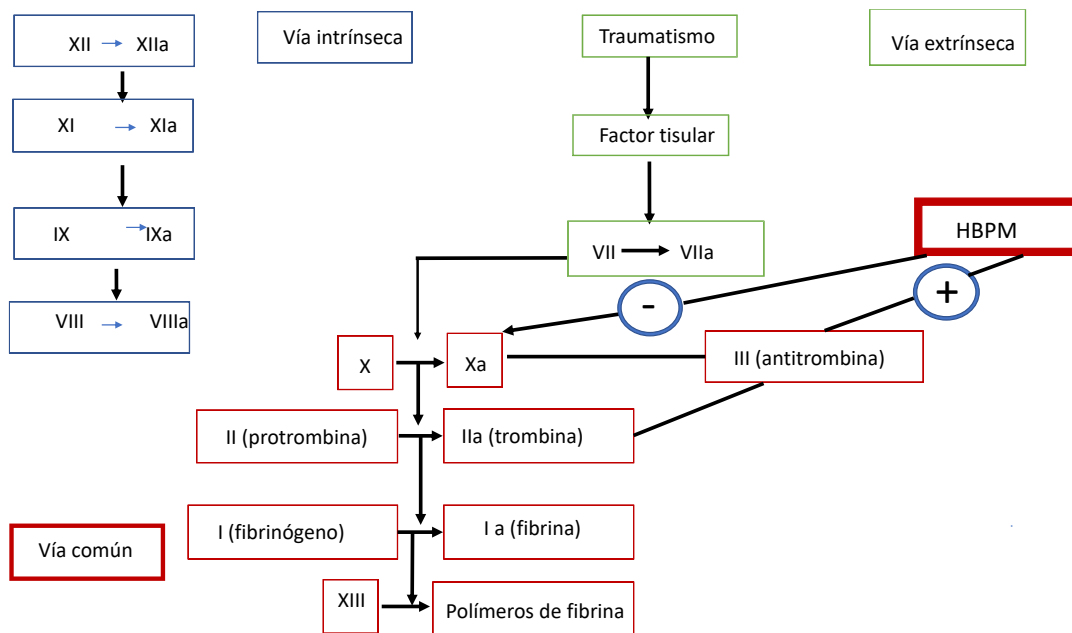 XII XIIa
Vía intrínseca
Traumatismo
Vía extrínseca
XI XIa
Factor tisular
IX IXa
HBPM
VII VIIa
- +
VIII VIIIa
X Xa
III (antitrombina)
II (protrombina) IIa (trombina)
I (fibrinógeno) I a (fibrina)
Vía común
XIII Polímeros de fibrina